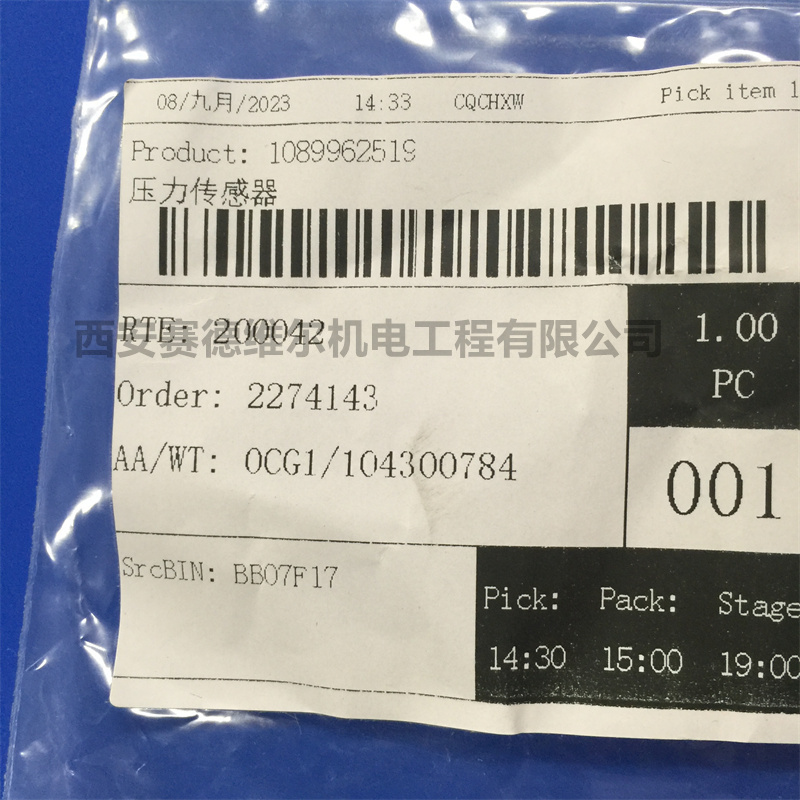 08/九月/2023 14:33 CQCHXW Pick item 1
Product: 1089962519
压力传感器
RTE: 200042
西安赛德维尔机电工程有限公司
1.00
PC
Order: 2274143
AA/WT: OCG1/104300784
001
SrcBIN: BB07F17
Pick: Pack: Stage
14:30 15:00 19:00